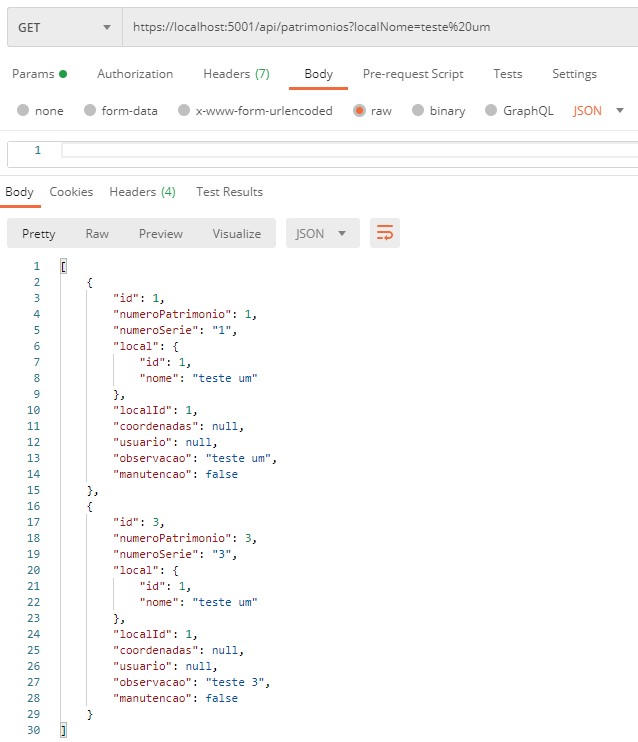 GET https://localhost:5001/api/patrimonios?localNome=teste%20um
Params Authorization Headers (7) Body Pre-request Script Tests Settings
none form-data x-www-form-urlencoded raw binary GraphQL JSON
1
Body Cookies Headers (4) Test Results
Pretty Raw Preview Visualize JSON
1 [
2 {
3 "id": 1,
4 "numeroPatrimonio": 1,
5 "numeroSerie": "1",
6 "local": {
7 "id": 1,
8 "nome": "teste um"
9 },
10 "localId": 1,
11 "coordenadas": null,
12 "usuario": null,
13 "observacao": "teste um",
14 "manutencao": false
15 },
16 {
17 "id": 3,
18 "numeroPatrimonio": 3,
19 "numeroSerie": "3",
20 "local": {
21 "id": 1,
22 "nome": "teste um"
23 },
24 "localId": 1,
25 "coordenadas": null,
26 "usuario": null,
27 "observacao": "teste 3",
28 "manutencao": false
29 }
30 ]